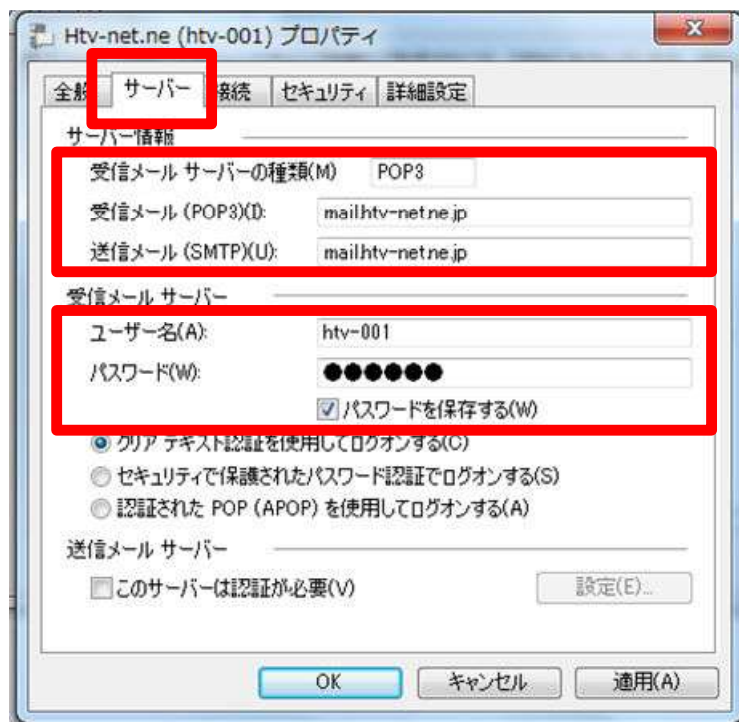 Htv-net.ne (htv-001) プロパティ
全般 サーバー 接続 セキュリティ 詳細設定
サーバー情報
受信メール サーバーの種類(M) POP3
受信メール (POP3)(I): mail.htv-net.ne.jp
送信メール (SMTP)(U): mail.htv-net.ne.jp
受信メール サーバー
ユーザー名(A): htv-001
パスワード(W): ●●●●●●
パスワードを保存する(W)
クリア テキスト認証を使用してログオンする(C)
セキュリティで保護されたパスワード認証でログオンする(S)
認証された POP (APOP) を使用してログオンする(A)
送信メール サーバー
このサーバーは認証が必要(V) 設定(E)...
OK キャンセル 適用(A)